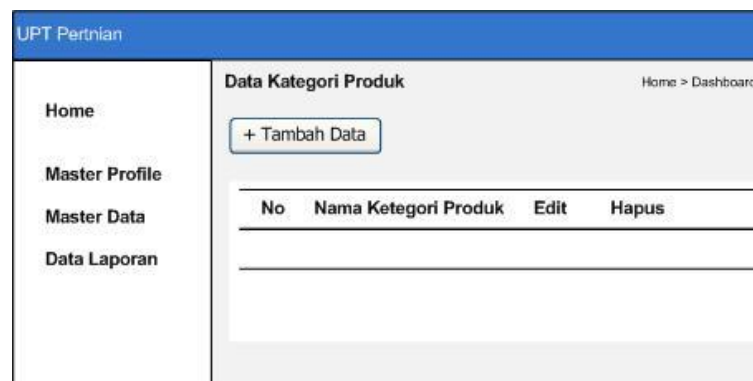 UPT Pertnian
Data Kategori Produk
Home > Dashboard
Home
+ Tambah Data
Master Profile
Master Data
Data Laporan
No Nama Ketegori Produk Edit Hapus